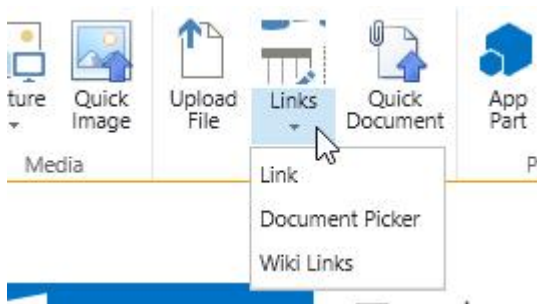 ture
Quick
Image
Upload
File
Links
Quick
Document
App
Part
Media
P
Link
Document Picker
Wiki Links